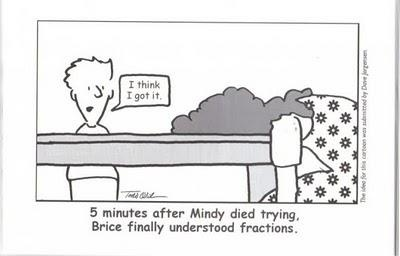 I think
I got it.
5 minutes after Mindy died trying,
Brice finally understood fractions.
The idea for this cartoon was submitted by Dave Jorgensen